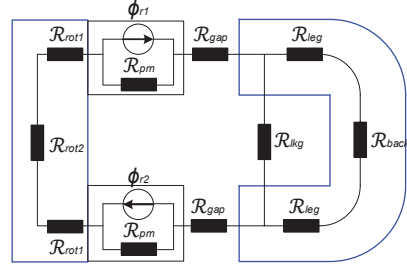 ϕr1
Rrot1
Rpm
Rgap
Rleg
Rrot2
Rlkg
Rback
ϕr2
Rrot1
Rpm
Rgap
Rleg